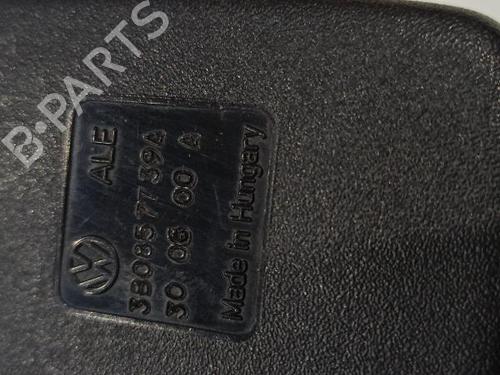 B-PARTS
ALE
3B0857739A
30 06 00 A
Made in Hungary